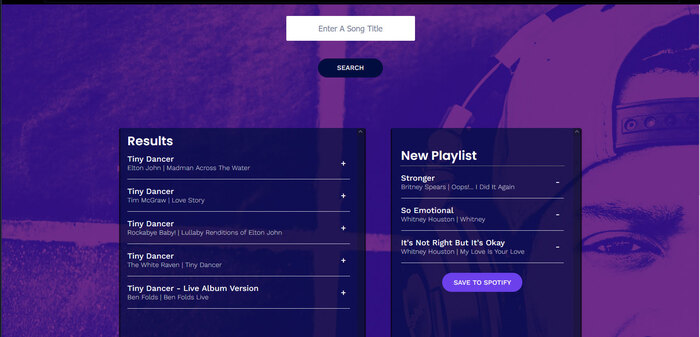 Enter A Song Title
SEARCH
Results
Tiny Dancer
Elton John | Madman Across The Water
+
Tiny Dancer
Tim McGraw | Love Story
+
Tiny Dancer
Rockabye Baby! | Lullaby Renditions of Elton John
+
Tiny Dancer
The White Raven | Tiny Dancer
+
Tiny Dancer - Live Album Version
Ben Folds | Ben Folds Live
+
New Playlist
Stronger
Britney Spears | Oops!... I Did It Again
-
So Emotional
Whitney Houston | Whitney
-
It's Not Right But It's Okay
Whitney Houston | My Love Is Your Love
-
SAVE TO SPOTIFY